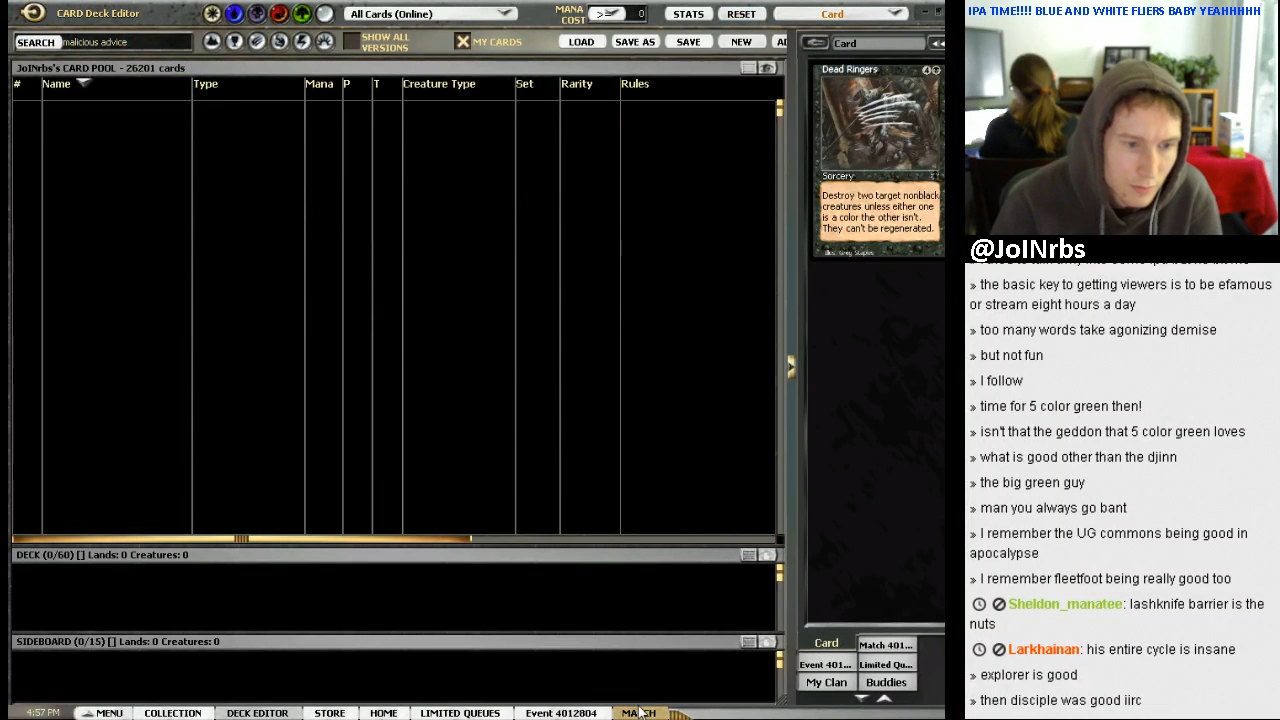 CARD Deck Editor
All Cards (Online)
MANA
COST
>=
0
STATS
RESET
Card
SEARCH
malicious advice
SHOW ALL
VERSIONS
MY CARDS
LOAD
SAVE AS
SAVE
NEW
Card
JoINrbs's CARD POOL - 26201 cards
# Name Type Mana P T Creature Type Set Rarity Rules
Dead Ringers
Sorcery
Destroy two target nonblack
creatures unless either one
is a color the other isn't.
They can't be regenerated.
Illus. Greg Staples
DECK (0/60) [] Lands: 0 Creatures: 0
SIDEBOARD (0/15) [] Lands: 0 Creatures: 0
Card
Match 401...
Event 401...
Limited Qu...
My Clan
Buddies
4:57 PM
MENU
COLLECTION
DECK EDITOR
STORE
HOME
LIMITED QUEUES
Event 4012804
MATCH
IPA TIME!!!! BLUE AND WHITE FLIERS BABY YEAHHHHH
@JoINrbs
» the basic key to getting viewers is to be efamous
or stream eight hours a day
» too many words take agonizing demise
» but not fun
» I follow
» time for 5 color green then!
» isn't that the geddon that 5 color green loves
» what is good other than the djinn
» the big green guy
» man you always go bant
» I remember the UG commons being good in
apocalypse
» I remember fleetfoot being really good too
» Sheldon_manatee: lashknife barrier is the
nuts
» Larkhainan: his entire cycle is insane
» explorer is good
» then disciple was good iirc